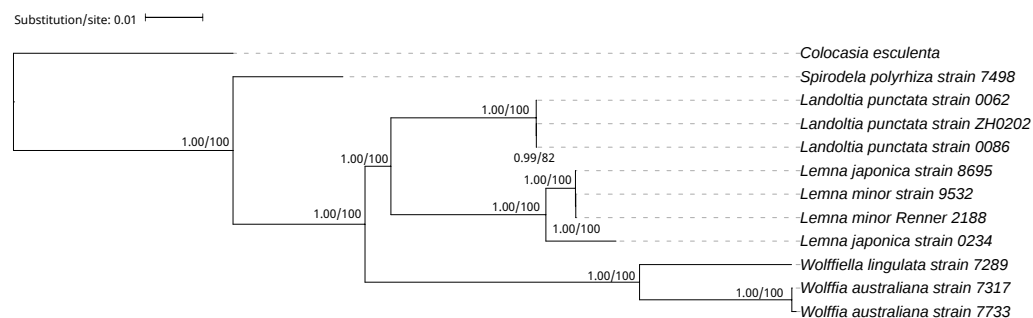 Substitution/site: 0.01
Colocasia esculenta
Spirodela polyrhiza strain 7498
Landoltia punctata strain 0062
1.00/100
Landoltia punctata strain ZH0202
1.00/100
Landoltia punctata strain 0086
1.00/100
0.99/82
Lemna japonica strain 8695
1.00/100
Lemna minor strain 9532
1.00/100
1.00/100
Lemna minor Renner 2188
1.00/100
Lemna japonica strain 0234
Wolffiella lingulata strain 7289
1.00/100
Wolffia australiana strain 7317
1.00/100
Wolffia australiana strain 7733